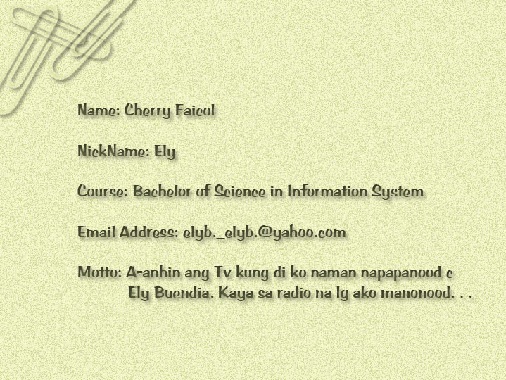 Name: Cherry Faicol
NickName: Ely
Course: Bachelor of Science in Information System
Email Address: elyb._elyb.@yahoo.com
Motto: A-anhin ang Tv kung di ko naman napapanood c
Ely Buendia. Kaya sa radio na lg ako manonood. . .